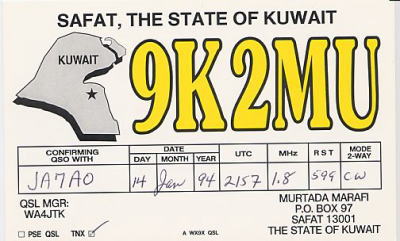 SAFAT, THE STATE OF KUWAIT
KUWAIT
9K2MU
CONFIRMING QSO WITH
DATE
DAY MONTH YEAR
UTC
MHz
RST
MODE 2-WAY
JA7AO 14 Jan 94 2157 1.8 599 CW
QSL MGR:
WA4JTK
MURTADA MARAFI
P.O. BOX 97
SAFAT 13001
THE STATE OF KUWAIT
PSE QSL TNX
A WX9X QSL